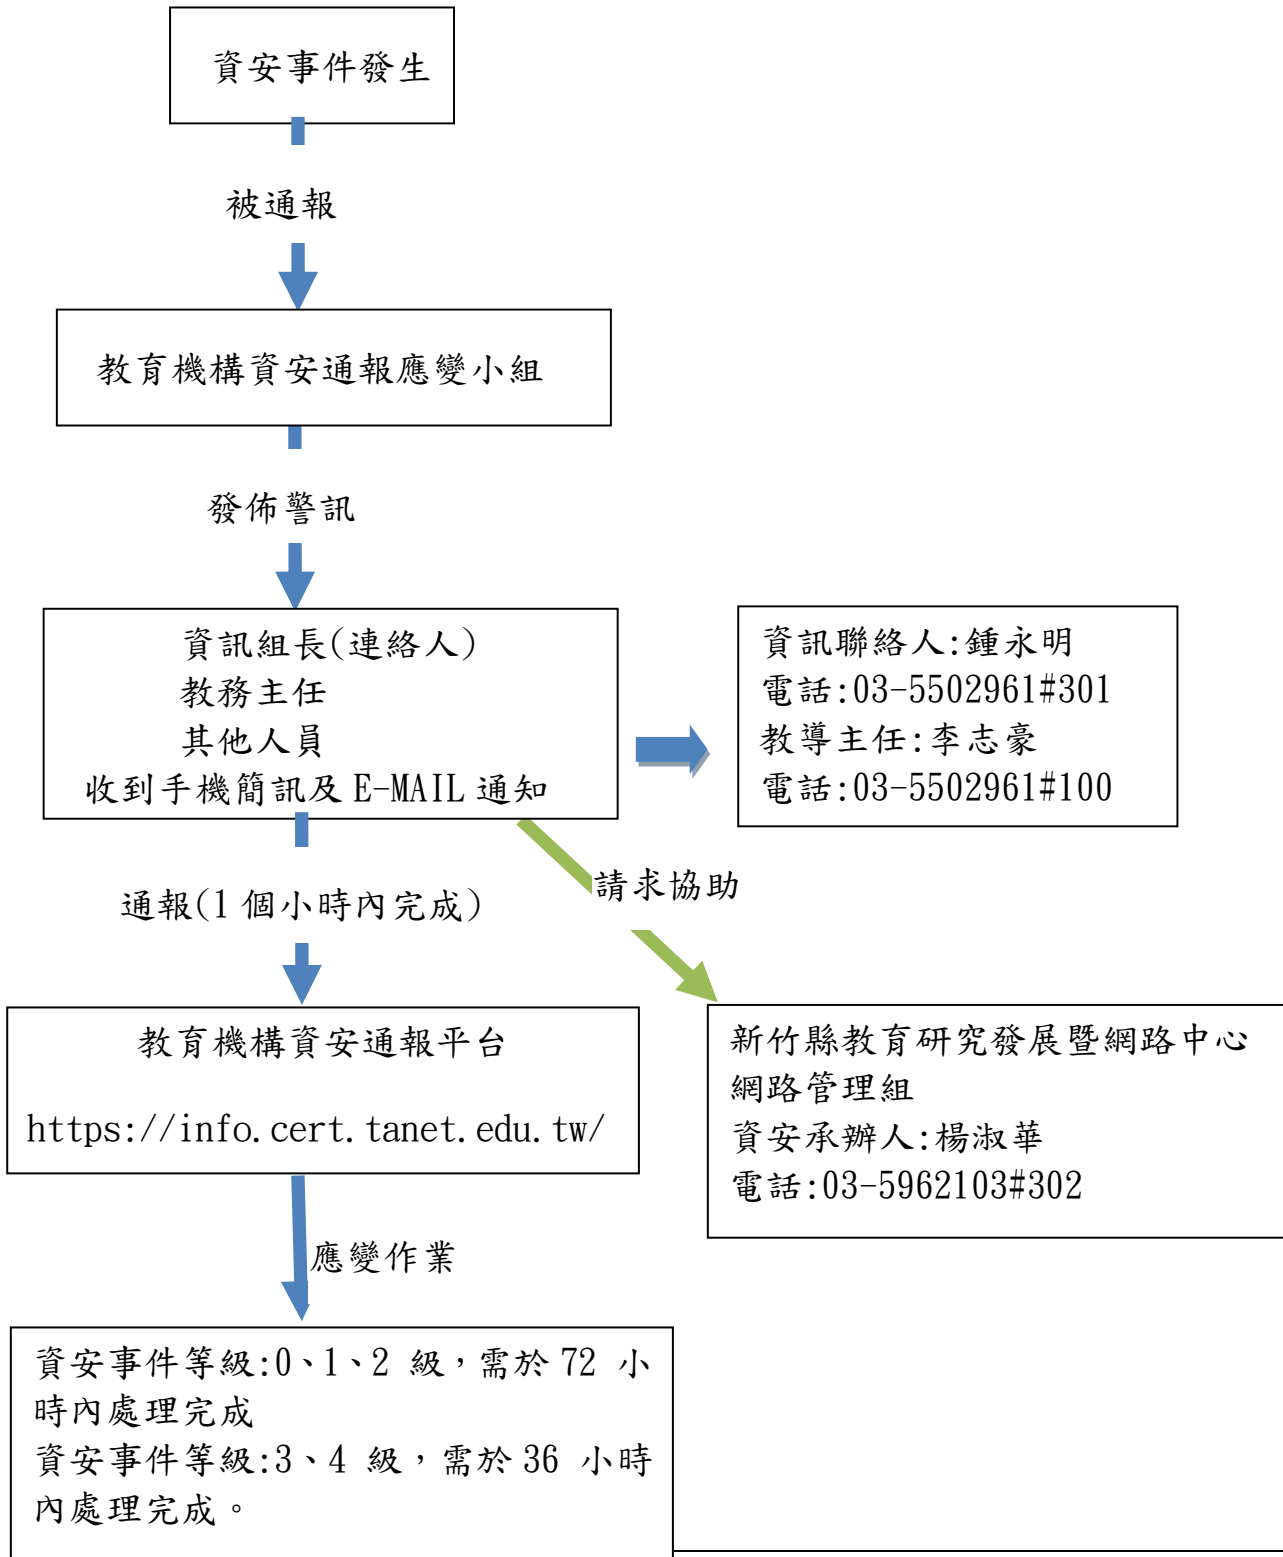 資安事件發生
被通報
教育機構資安通報應變小組
發佈警訊
資訊組長(連絡人)
教務主任
其他人員
收到手機簡訊及 E-MAIL 通知
資訊聯絡人:鍾永明
電話:03-5502961#301
教導主任:李志豪
電話:03-5502961#100
通報(1 個小時內完成)
請求協助
教育機構資安通報平台
https://info.cert.tanet.edu.tw/
新竹縣教育研究發展暨網路中心
網路管理組
資安承辦人:楊淑華
電話:03-5962103#302
應變作業
資安事件等級:0、1、2 級，需於 72 小
時內處理完成
資安事件等級:3、4 級，需於 36 小時
內處理完成。